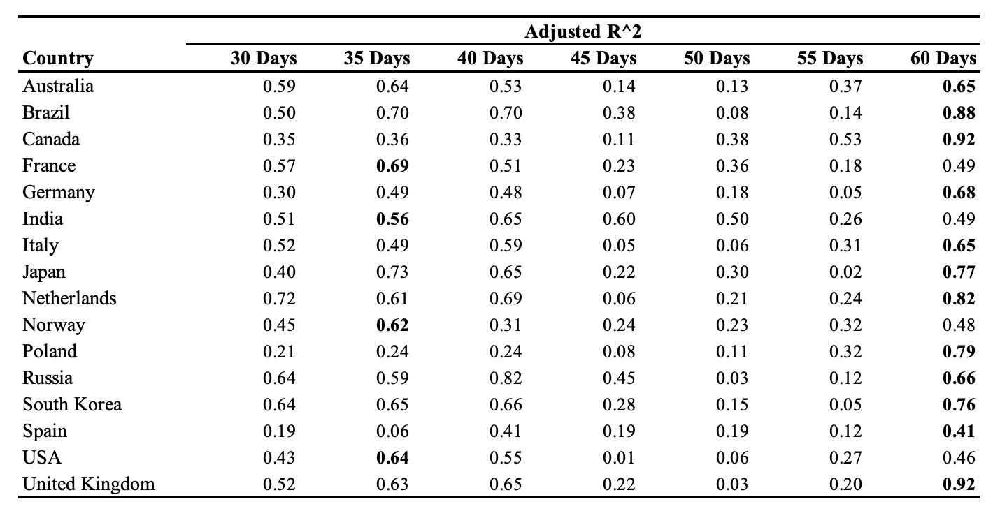 Adjusted R^2
Country 30 Days 35 Days 40 Days 45 Days 50 Days 55 Days 60 Days
Australia 0.59 0.64 0.53 0.14 0.13 0.37 0.65
Brazil 0.50 0.70 0.70 0.38 0.08 0.14 0.88
Canada 0.35 0.36 0.33 0.11 0.38 0.53 0.92
France 0.57 0.69 0.51 0.23 0.36 0.18 0.49
Germany 0.30 0.49 0.48 0.07 0.18 0.05 0.68
India 0.51 0.56 0.65 0.60 0.50 0.26 0.49
Italy 0.52 0.49 0.59 0.05 0.06 0.31 0.65
Japan 0.40 0.73 0.65 0.22 0.30 0.02 0.77
Netherlands 0.72 0.61 0.69 0.06 0.21 0.24 0.82
Norway 0.45 0.62 0.31 0.24 0.23 0.32 0.48
Poland 0.21 0.24 0.24 0.08 0.11 0.32 0.79
Russia 0.64 0.59 0.82 0.45 0.03 0.12 0.66
South Korea 0.64 0.65 0.66 0.28 0.15 0.05 0.76
Spain 0.19 0.06 0.41 0.19 0.19 0.12 0.41
USA 0.43 0.64 0.55 0.01 0.06 0.27 0.46
United Kingdom 0.52 0.63 0.65 0.22 0.03 0.20 0.92